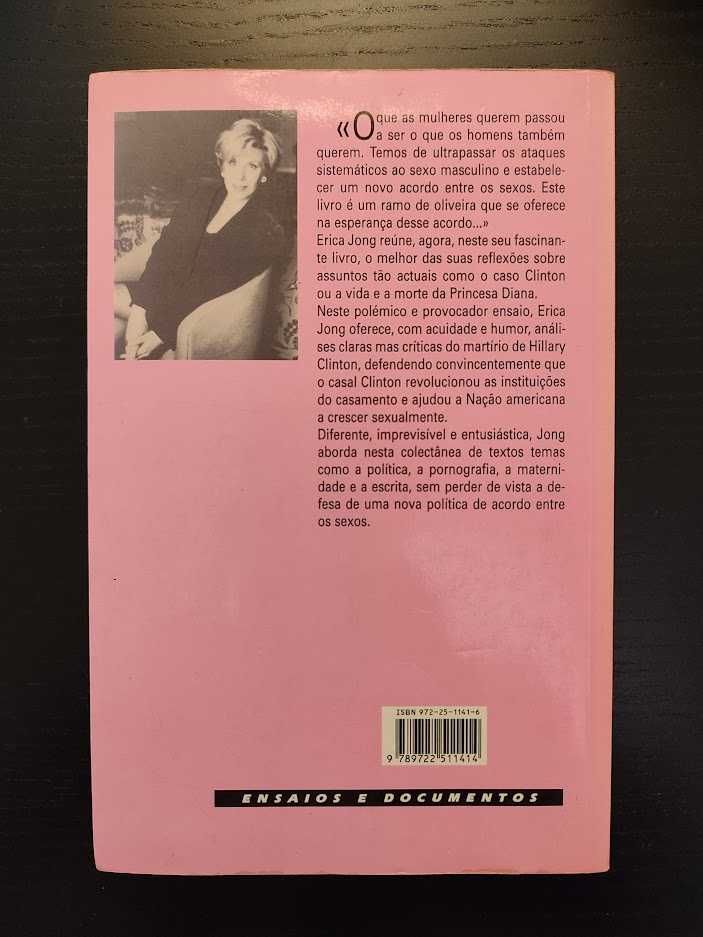 «O que as mulheres querem passou
a ser o que os homens também
querem. Temos de ultrapassar os ataques
sistemáticos ao sexo masculino e estabele-
cer um novo acordo entre os sexos. Este
livro é um ramo de oliveira que se oferece
na esperança desse acordo...»
Erica Jong reúne, agora, neste seu fascinan-
te livro, o melhor das suas reflexões sobre
assuntos tão actuais como o caso Clinton
ou a vida e a morte da Princesa Diana.
Neste polémico e provocador ensaio, Erica
Jong oferece, com acuidade e humor, análi-
ses claras mas críticas do martírio de Hillary
Clinton, defendendo convincentemente que
o casal Clinton revolucionou as instituições
do casamento e ajudou a Nação americana
a crescer sexualmente.
Diferente, imprevisível e entusiástica, Jong
aborda nesta colectânea de textos temas
como a política, a pornografia, a materni-
dade e a escrita, sem perder de vista a de-
fesa de uma nova política de acordo entre
os sexos.
ISBN 972-25-1141-6
9 789722 511414
ENSAIOS E DOCUMENTOS